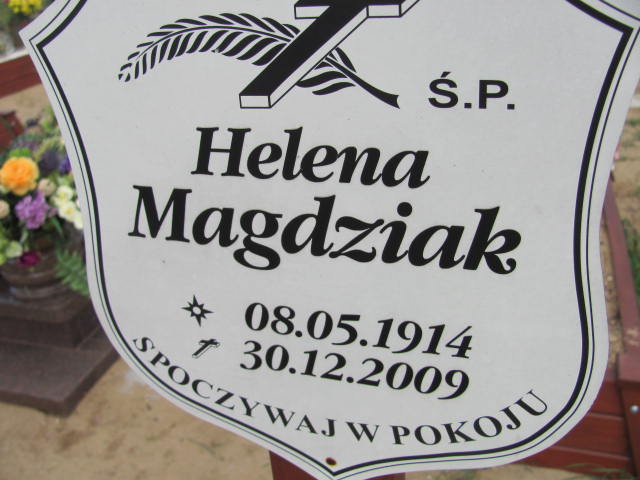 Ś.P.
Helena
Magdziak
08.05.1914
30.12.2009
SPOCZYWAJ W POKOJU